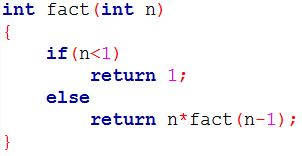 int fact(int n)
{
    if(n<1)
        return 1;
    else
        return n*fact(n-1);
}